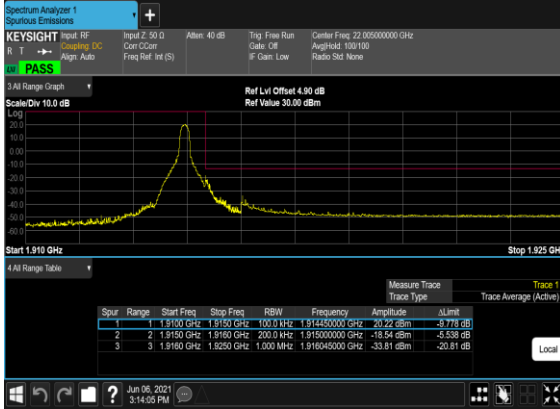 Spectrum Analyzer 1
Spurious Emissions
+
KEYSIGHT Input: RF Input Z: 50 Ω Atten: 40 dB Trig: Free Run Center Freq: 22.005000000 GHz
R T Coupling: DC Corr CCorr Gate: Off Avg|Hold: 100/100
Align: Auto Freq Ref: Int (S) IF Gain: Low Radio Std: None
PASS
3 All Range Graph
Ref Lvl Offset 4.90 dB
Scale/Div 10.0 dB Ref Value 30.00 dBm
Log
20.0
10.0
0.00
-10.0
-20.0
-30.0
-40.0
-50.0
-60.0
Start 1.910 GHz Stop 1.925 GH
4 All Range Table
Measure Trace Trace 1
Trace Type Trace Average (Active)
Spur Range Start Freq Stop Freq RBW Frequency Amplitude ΔLimit
1 1 1.9100 GHz 1.9150 GHz 100.0 kHz 1.914450000 GHz 20.22 dBm -9.778 dB
2 2 1.9150 GHz 1.9160 GHz 200.0 kHz 1.915000000 GHz -18.54 dBm -5.538 dB
3 3 1.9160 GHz 1.9250 GHz 1.000 MHz 1.916045000 GHz -33.81 dBm -20.81 dB
Local
? Jun 06, 2021
3:14:05 PM